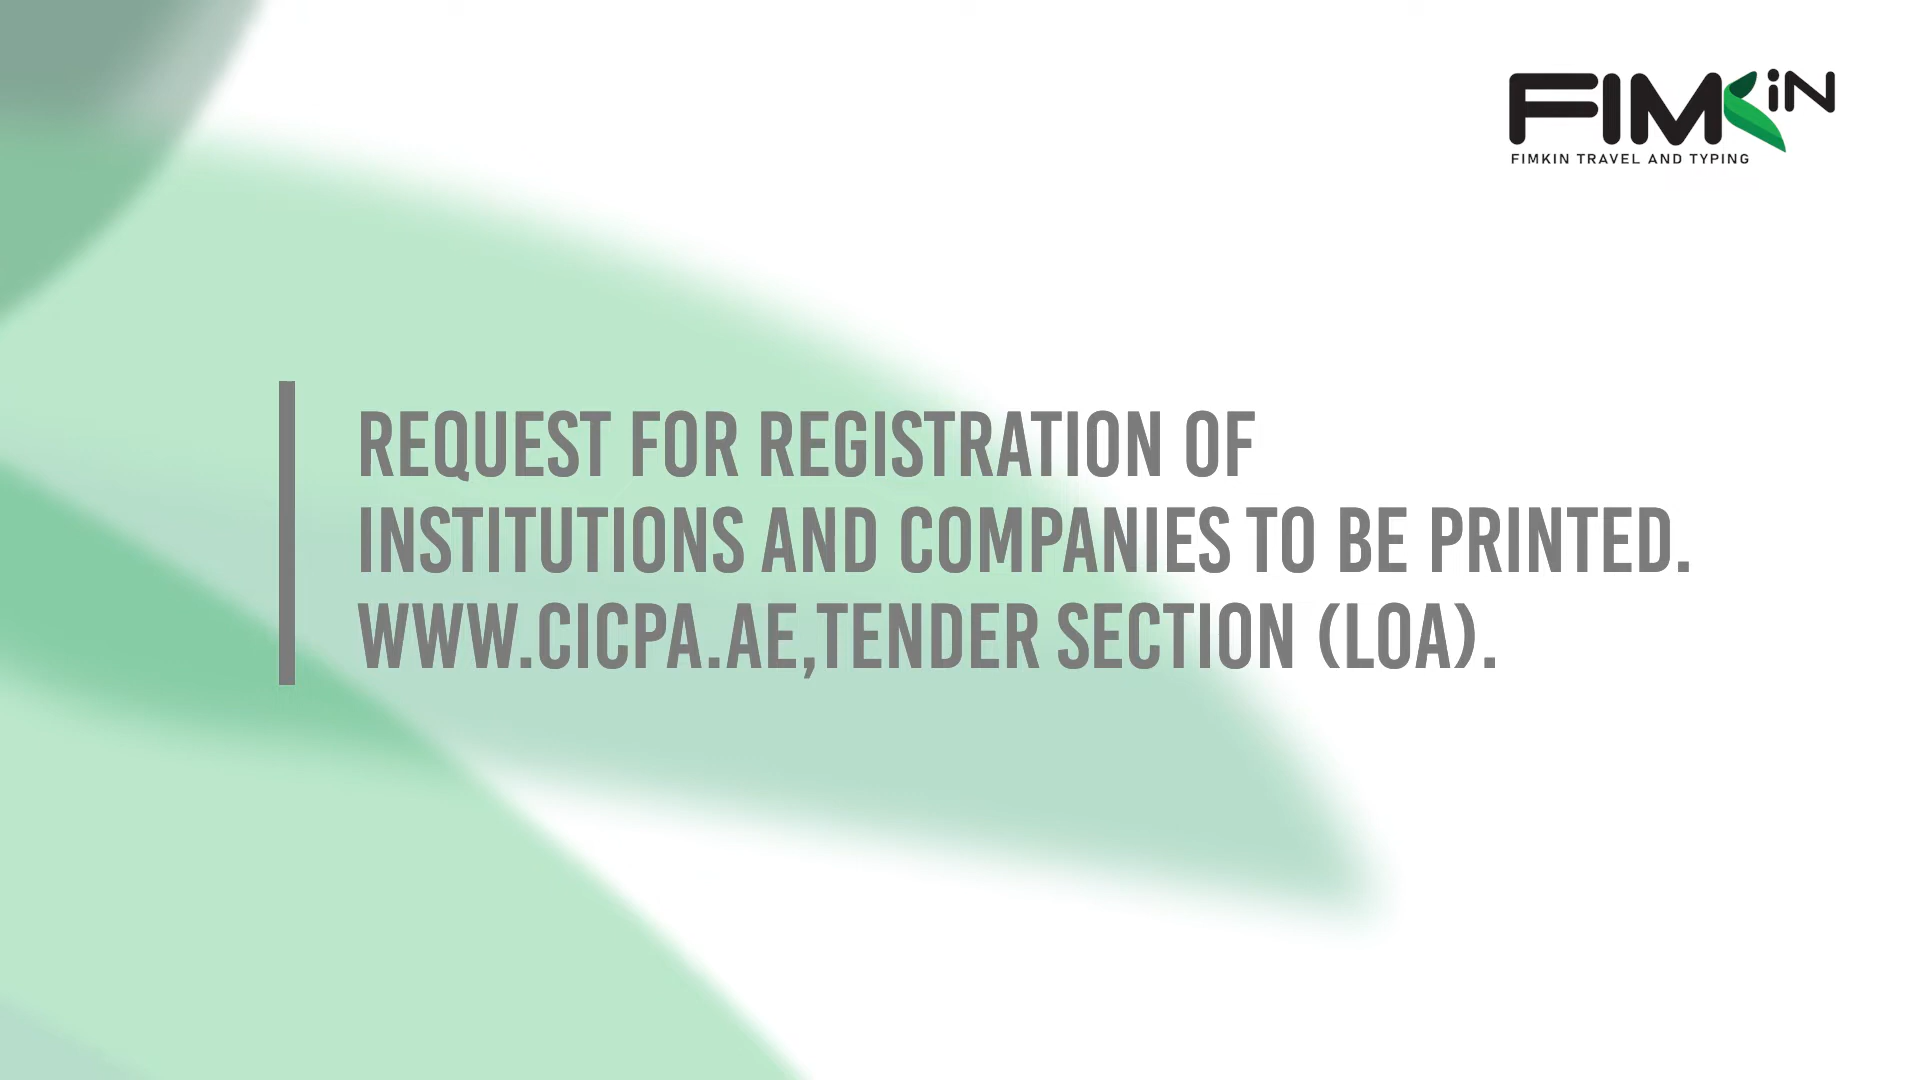 FIMKiN
FIMKIN TRAVEL AND TYPING
REQUEST FOR REGISTRATION OF
INSTITUTIONS AND COMPANIES TO BE PRINTED.
WWW.CICPA.AE,TENDER SECTION (LOA).